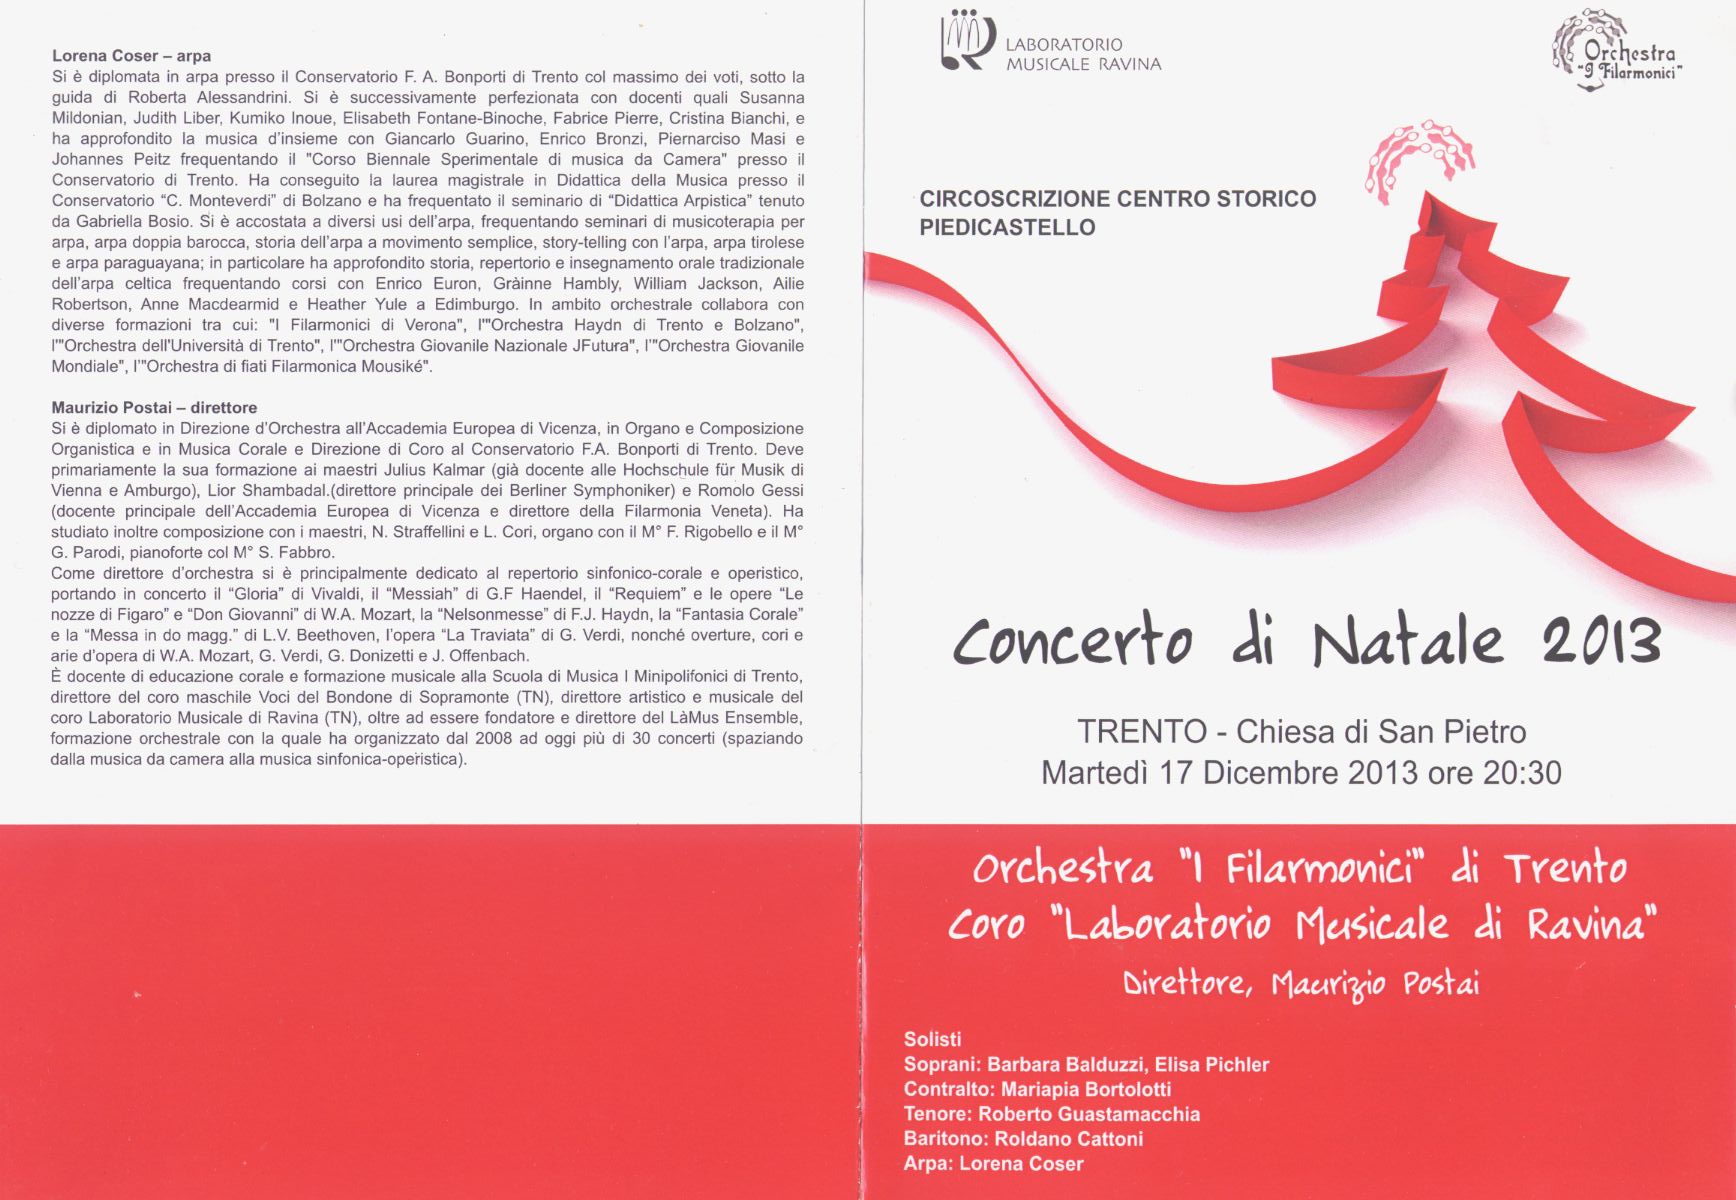 Lorena Coser – arpa
Si è diplomata in arpa presso il Conservatorio F. A. Bonporti di Trento col massimo dei voti, sotto la
guida di Roberta Alessandrini. Si è successivamente perfezionata con docenti quali Susanna
Mildonian, Judith Liber, Kumiko Inoue, Elisabeth Fontane-Binoche, Fabrice Pierre, Cristina Bianchi, e
ha approfondito la musica d'insieme con Giancarlo Guarino, Enrico Bronzi, Piernarciso Masi e
Johannes Peitz frequentando il "Corso Biennale Sperimentale di musica da Camera" presso il
Conservatorio di Trento. Ha conseguito la laurea magistrale in Didattica della Musica presso il
Conservatorio “C. Monteverdi” di Bolzano e ha frequentato il seminario di “Didattica Arpistica” tenuto
da Gabriella Bosio. Si è accostata a diversi usi dell'arpa, frequentando seminari di musicoterapia per
arpa, arpa doppia barocca, storia dell'arpa a movimento semplice, story-telling con l'arpa, arpa tirolese
e arpa paraguayana; in particolare ha approfondito storia, repertorio e insegnamento orale tradizionale
dell'arpa celtica frequentando corsi con Enrico Euron, Gràinne Hambly, William Jackson, Ailie
Robertson, Anne Macdearmid e Heather Yule a Edimburgo. In ambito orchestrale collabora con
diverse formazioni tra cui: "I Filarmonici di Verona", l'"Orchestra Haydn di Trento e Bolzano",
l'"Orchestra dell'Università di Trento", l'"Orchestra Giovanile Nazionale JFutura", l'"Orchestra Giovanile
Mondiale", l'"Orchestra di fiati Filarmonica Mousiké".
Maurizio Postai – direttore
Si è diplomato in Direzione d'Orchestra all'Accademia Europea di Vicenza, in Organo e Composizione
Organistica e in Musica Corale e Direzione di Coro al Conservatorio F.A. Bonporti di Trento. Deve
primariamente la sua formazione ai maestri Julius Kalmar (già docente alle Hochschule für Musik di
Vienna e Amburgo), Lior Shambadal.(direttore principale dei Berliner Symphoniker) e Romolo Gessi
(docente principale dell'Accademia Europea di Vicenza e direttore della Filarmonia Veneta). Ha
studiato inoltre composizione con i maestri, N. Straffellini e L. Cori, organo con il M° F. Rigobello e il M°
G. Parodi, pianoforte col M° S. Fabbro.
Come direttore d'orchestra si è principalmente dedicato al repertorio sinfonico-corale e operistico,
portando in concerto il “Gloria” di Vivaldi, il “Messiah” di G.F Haendel, il “Requiem” e le opere “Le
nozze di Figaro” e “Don Giovanni” di W.A. Mozart, la “Nelsonmesse” di F.J. Haydn, la “Fantasia Corale”
e la “Messa in do magg.” di L.V. Beethoven, l'opera “La Traviata” di G. Verdi, nonché overture, cori e
arie d'opera di W.A. Mozart, G. Verdi, G. Donizetti e J. Offenbach.
È docente di educazione corale e formazione musicale alla Scuola di Musica I Minipolifonici di Trento,
direttore del coro maschile Voci del Bondone di Sopramonte (TN), direttore artistico e musicale del
coro Laboratorio Musicale di Ravina (TN), oltre ad essere fondatore e direttore del LàMus Ensemble,
formazione orchestrale con la quale ha organizzato dal 2008 ad oggi più di 30 concerti (spaziando
dalla musica da camera alla musica sinfonica-operistica).
LABORATORIO
MUSICALE RAVINA
Orchestra
"I Filarmonici"
CIRCOSCRIZIONE CENTRO STORICO
PIEDICASTELLO
Concerto di Natale 2013
TRENTO - Chiesa di San Pietro
Martedì 17 Dicembre 2013 ore 20:30
Orchestra "I Filarmonici" di Trento
Coro "Laboratorio Musicale di Ravina"
Direttore, Maurizio Postai
Solisti
Soprani: Barbara Balduzzi, Elisa Pichler
Contralto: Mariapia Bortolotti
Tenore: Roberto Guastamacchia
Baritono: Roldano Cattoni
Arpa: Lorena Coser